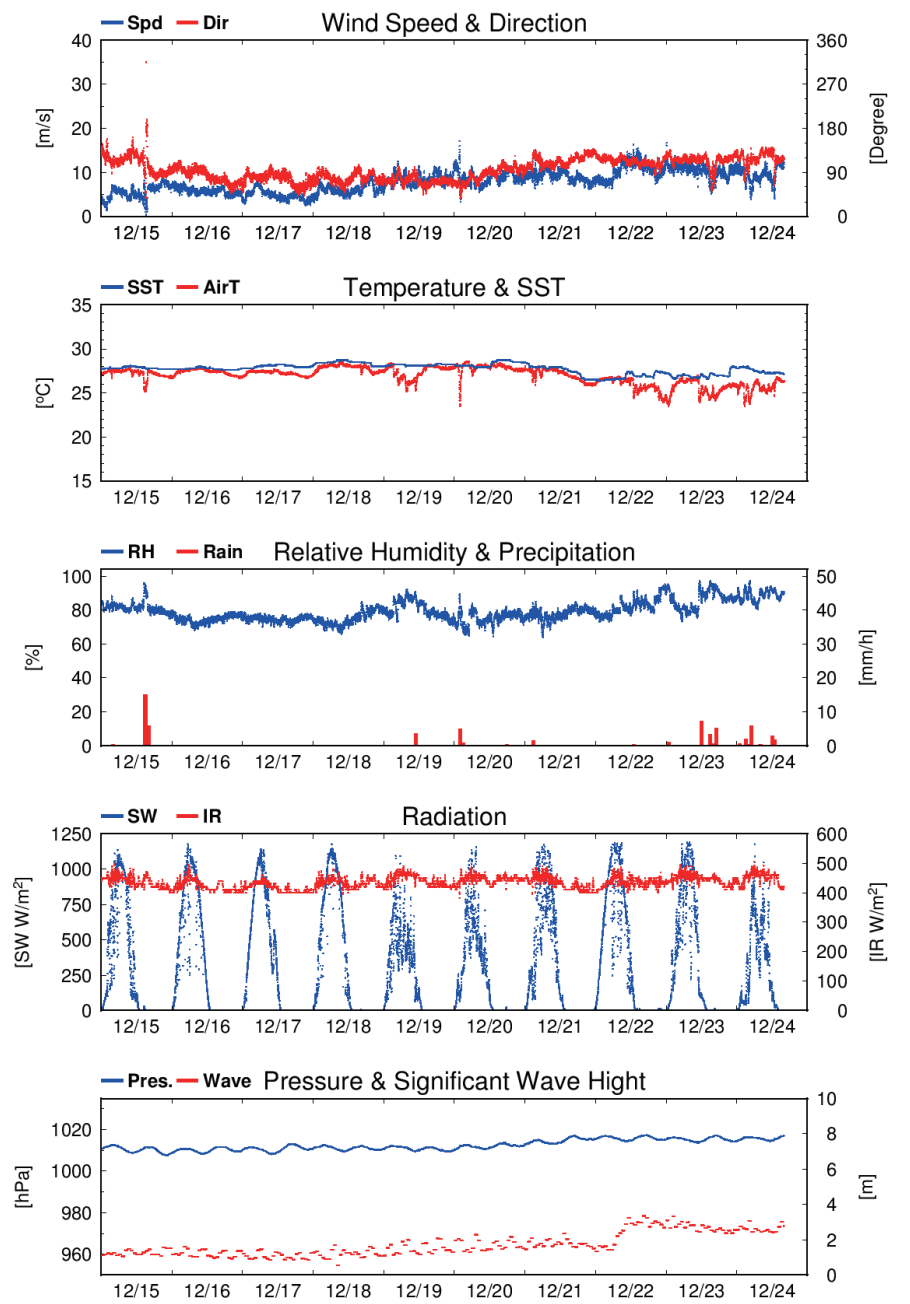 Spd Dir Wind Speed & Direction
40 360
30 270
20 180
10 90
0 0
[m/s] [Degree]
12/15 12/16 12/17 12/18 12/19 12/20 12/21 12/22 12/23 12/24
SST AirT Temperature & SST
35
30
25
20
15
[ºC]
12/15 12/16 12/17 12/18 12/19 12/20 12/21 12/22 12/23 12/24
RH Rain Relative Humidity & Precipitation
100 50
80 40
60 30
40 20
20 10
0 0
[%] [mm/h]
12/15 12/16 12/17 12/18 12/19 12/20 12/21 12/22 12/23 12/24
SW IR Radiation
1250 600
1000 500
750 400
500 300
250 200
0 100
0
[SW W/m²] [IR W/m²]
12/15 12/16 12/17 12/18 12/19 12/20 12/21 12/22 12/23 12/24
Pres. Wave Pressure & Significant Wave Hight
10
1020 8
1000 6
980 4
960 2
0
[hPa] [m]
12/15 12/16 12/17 12/18 12/19 12/20 12/21 12/22 12/23 12/24